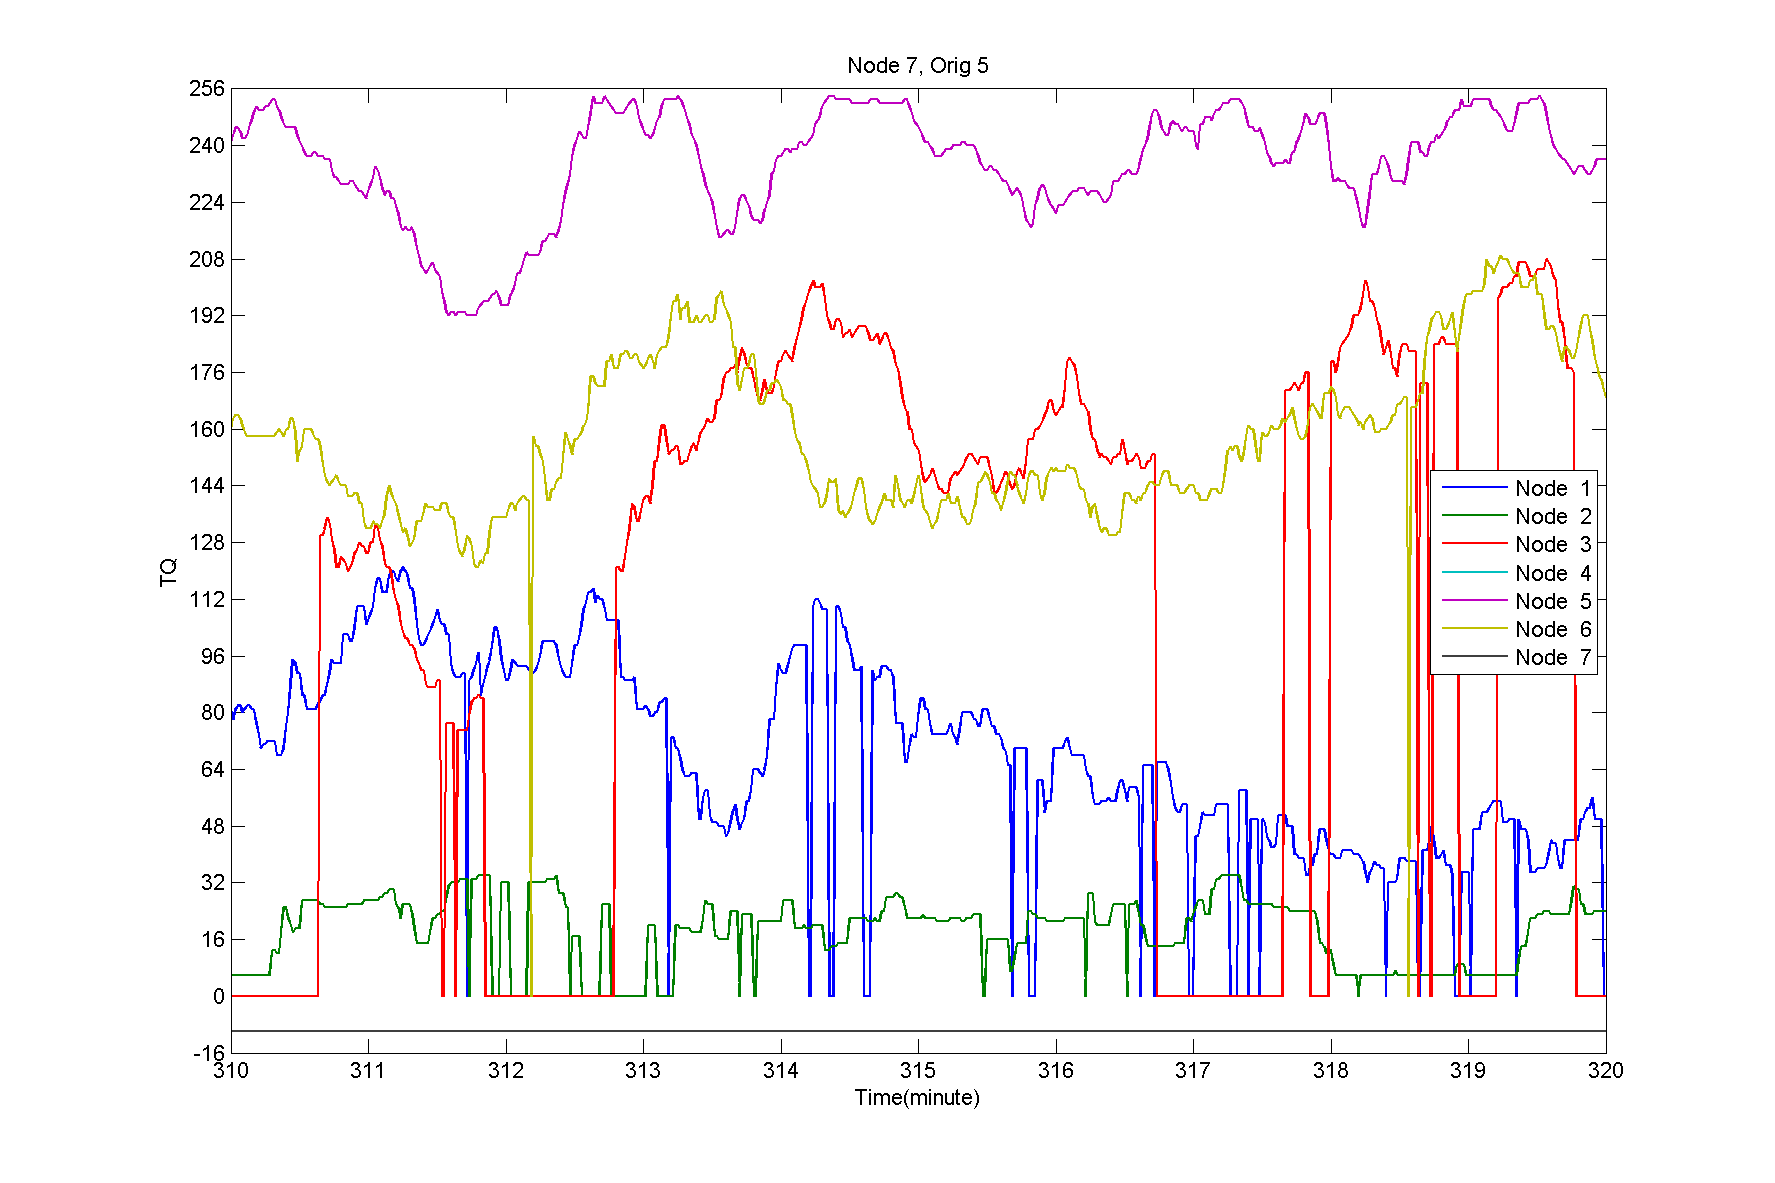 Node 7, Orig 5
256
240
224
208
192
176
160
144
128
112
96
80
64
48
32
16
0
-16
TQ
Node 1
Node 2
Node 3
Node 4
Node 5
Node 6
Node 7
310 311 312 313 314 315 316 317 318 319 320
Time(minute)